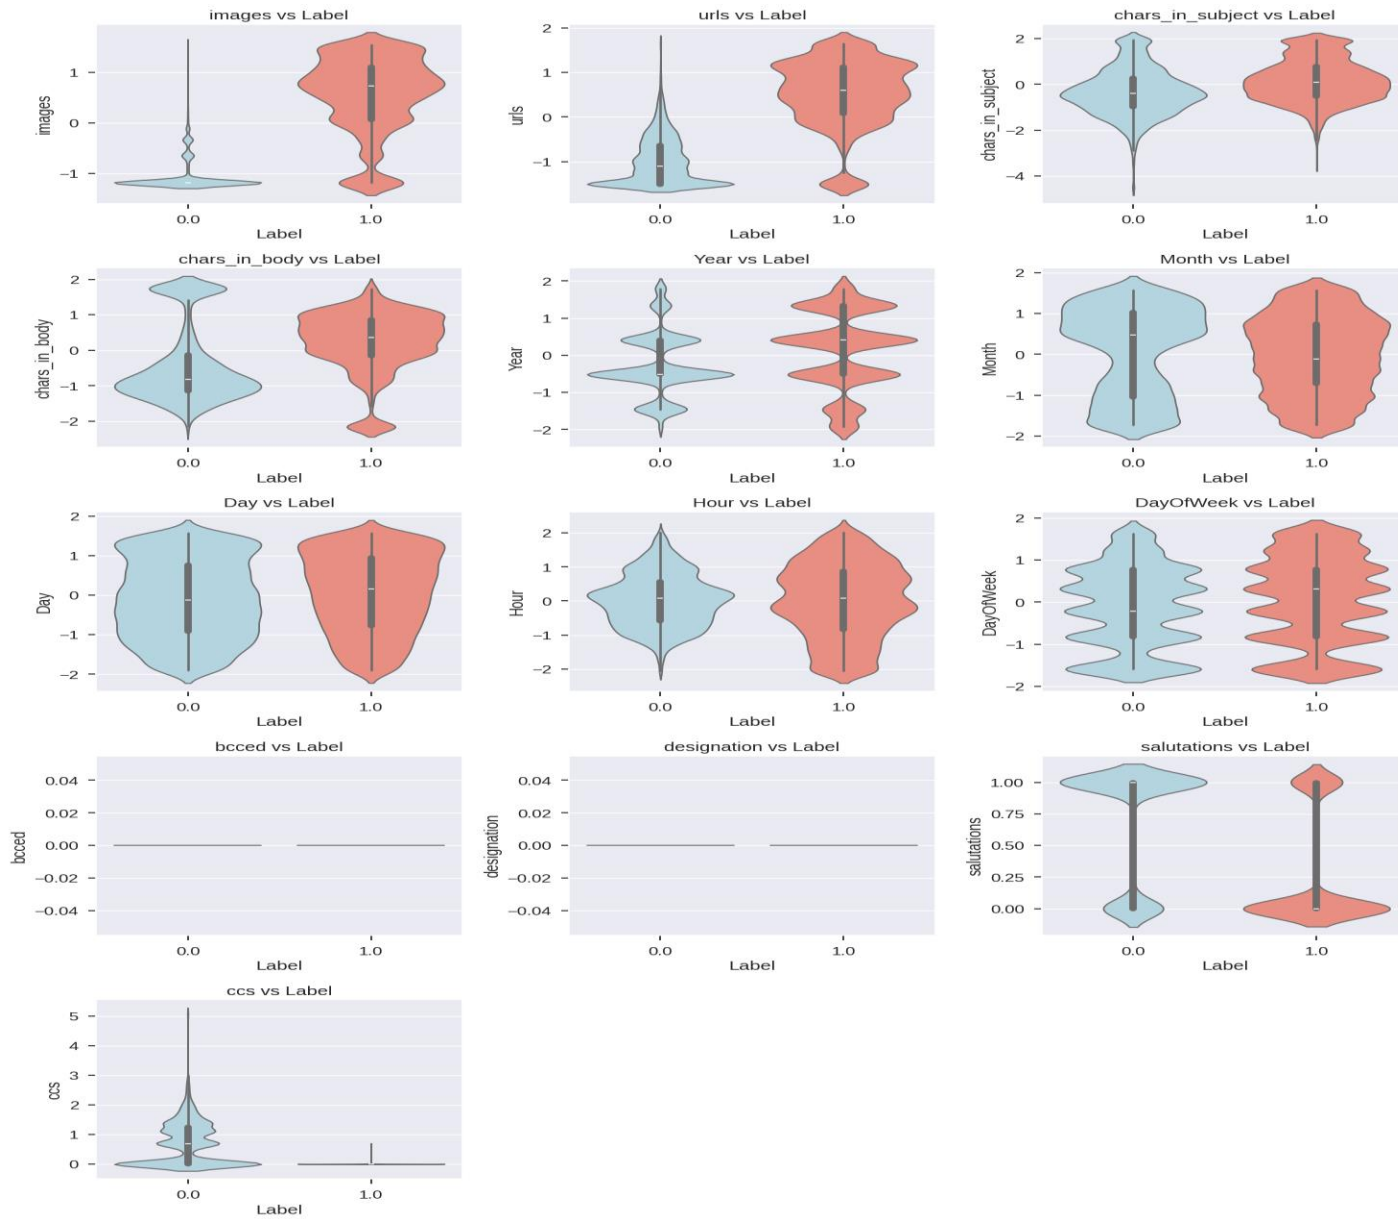 images vs Label
images
1
0
−1
0.0 1.0
Label
urls vs Label
urls
2
1
0
−1
0.0 1.0
Label
chars_in_subject vs Label
chars_in_subject
2
0
−2
−4
0.0 1.0
Label
chars_in_body vs Label
chars_in_body
2
1
0
−1
−2
0.0 1.0
Label
Year vs Label
Year
2
1
0
−1
−2
0.0 1.0
Label
Month vs Label
Month
2
1
0
−1
−2
0.0 1.0
Label
Day vs Label
Day
2
1
0
−1
−2
0.0 1.0
Label
Hour vs Label
Hour
2
1
0
−1
−2
0.0 1.0
Label
DayOfWeek vs Label
DayOfWeek
2
1
0
−1
−2
0.0 1.0
Label
bcced vs Label
bcced
0.04
0.02
0.00
−0.02
−0.04
0.0 1.0
Label
designation vs Label
designation
0.04
0.02
0.00
−0.02
−0.04
0.0 1.0
Label
salutations vs Label
salutations
1.00
0.75
0.50
0.25
0.00
0.0 1.0
Label
ccs vs Label
ccs
5
4
3
2
1
0
0.0 1.0
Label